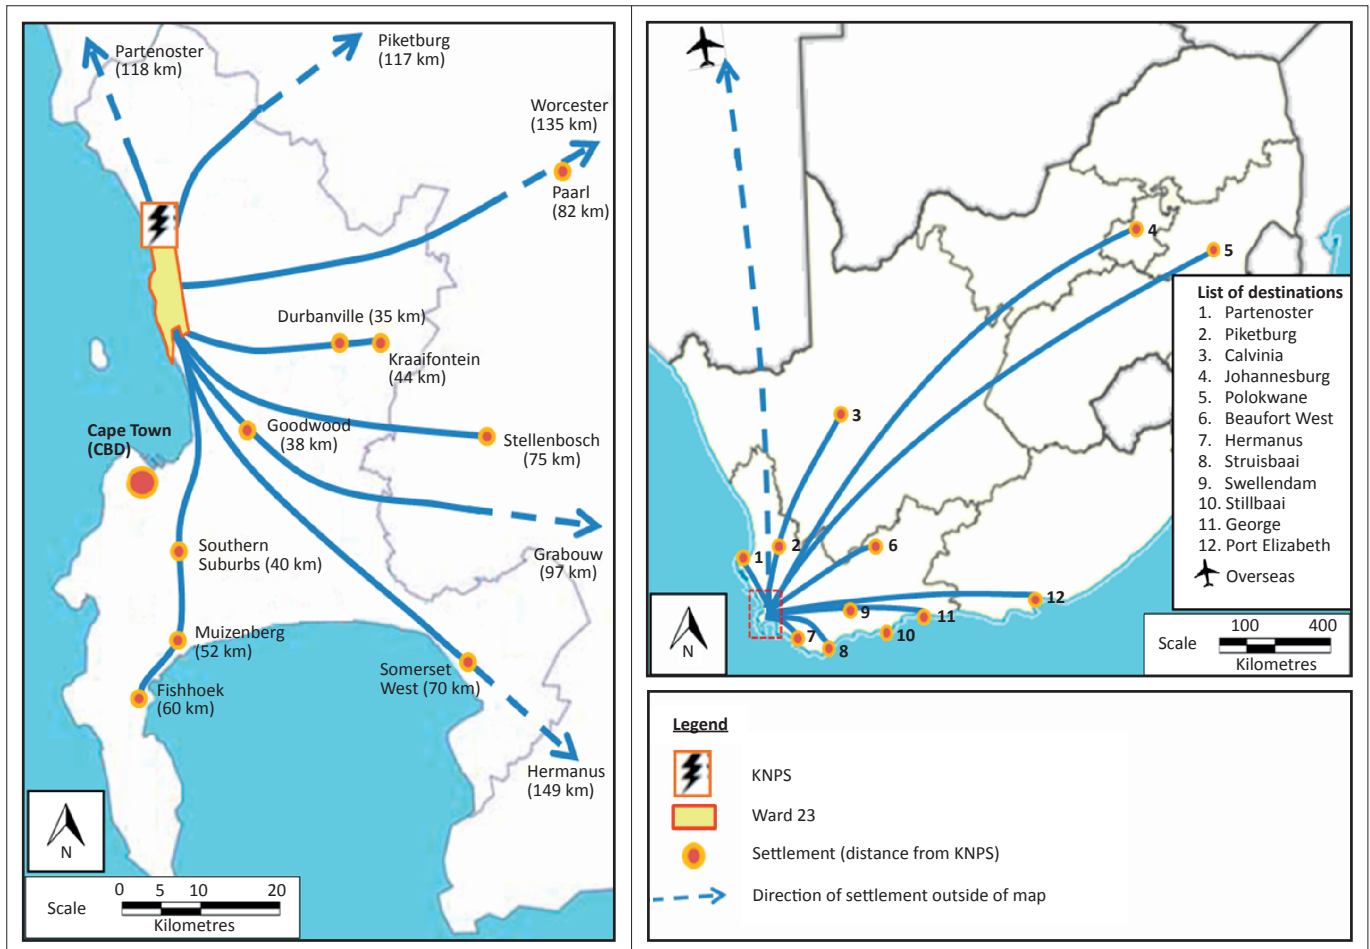 Partenoster
(118 km)
Piketburg
(117 km)
Worcester
(135 km)
Paarl
(82 km)
Durbanville (35 km)
Kraaifontein
(44 km)
Goodwood
(38 km)
Cape Town
(CBD)
Stellenbosch
(75 km)
Southern
Suburbs (40 km)
Grabouw
(97 km)
Muizenberg
(52 km)
Somerset
West (70 km)
Fishhoek
(60 km)
Hermanus
(149 km)
N
Scale
0 5 10 20
Kilometres
4
5
3
2
1
6
12
9
11
10
7
8
List of destinations
1. Partenoster
2. Piketburg
3. Calvinia
4. Johannesburg
5. Polokwane
6. Beaufort West
7. Hermanus
8. Struisbaai
9. Swellendam
10. Stillbaai
11. George
12. Port Elizabeth
Overseas
N
Scale
100 400
Kilometres
Legend
KNPS
Ward 23
Settlement (distance from KNPS)
Direction of settlement outside of map